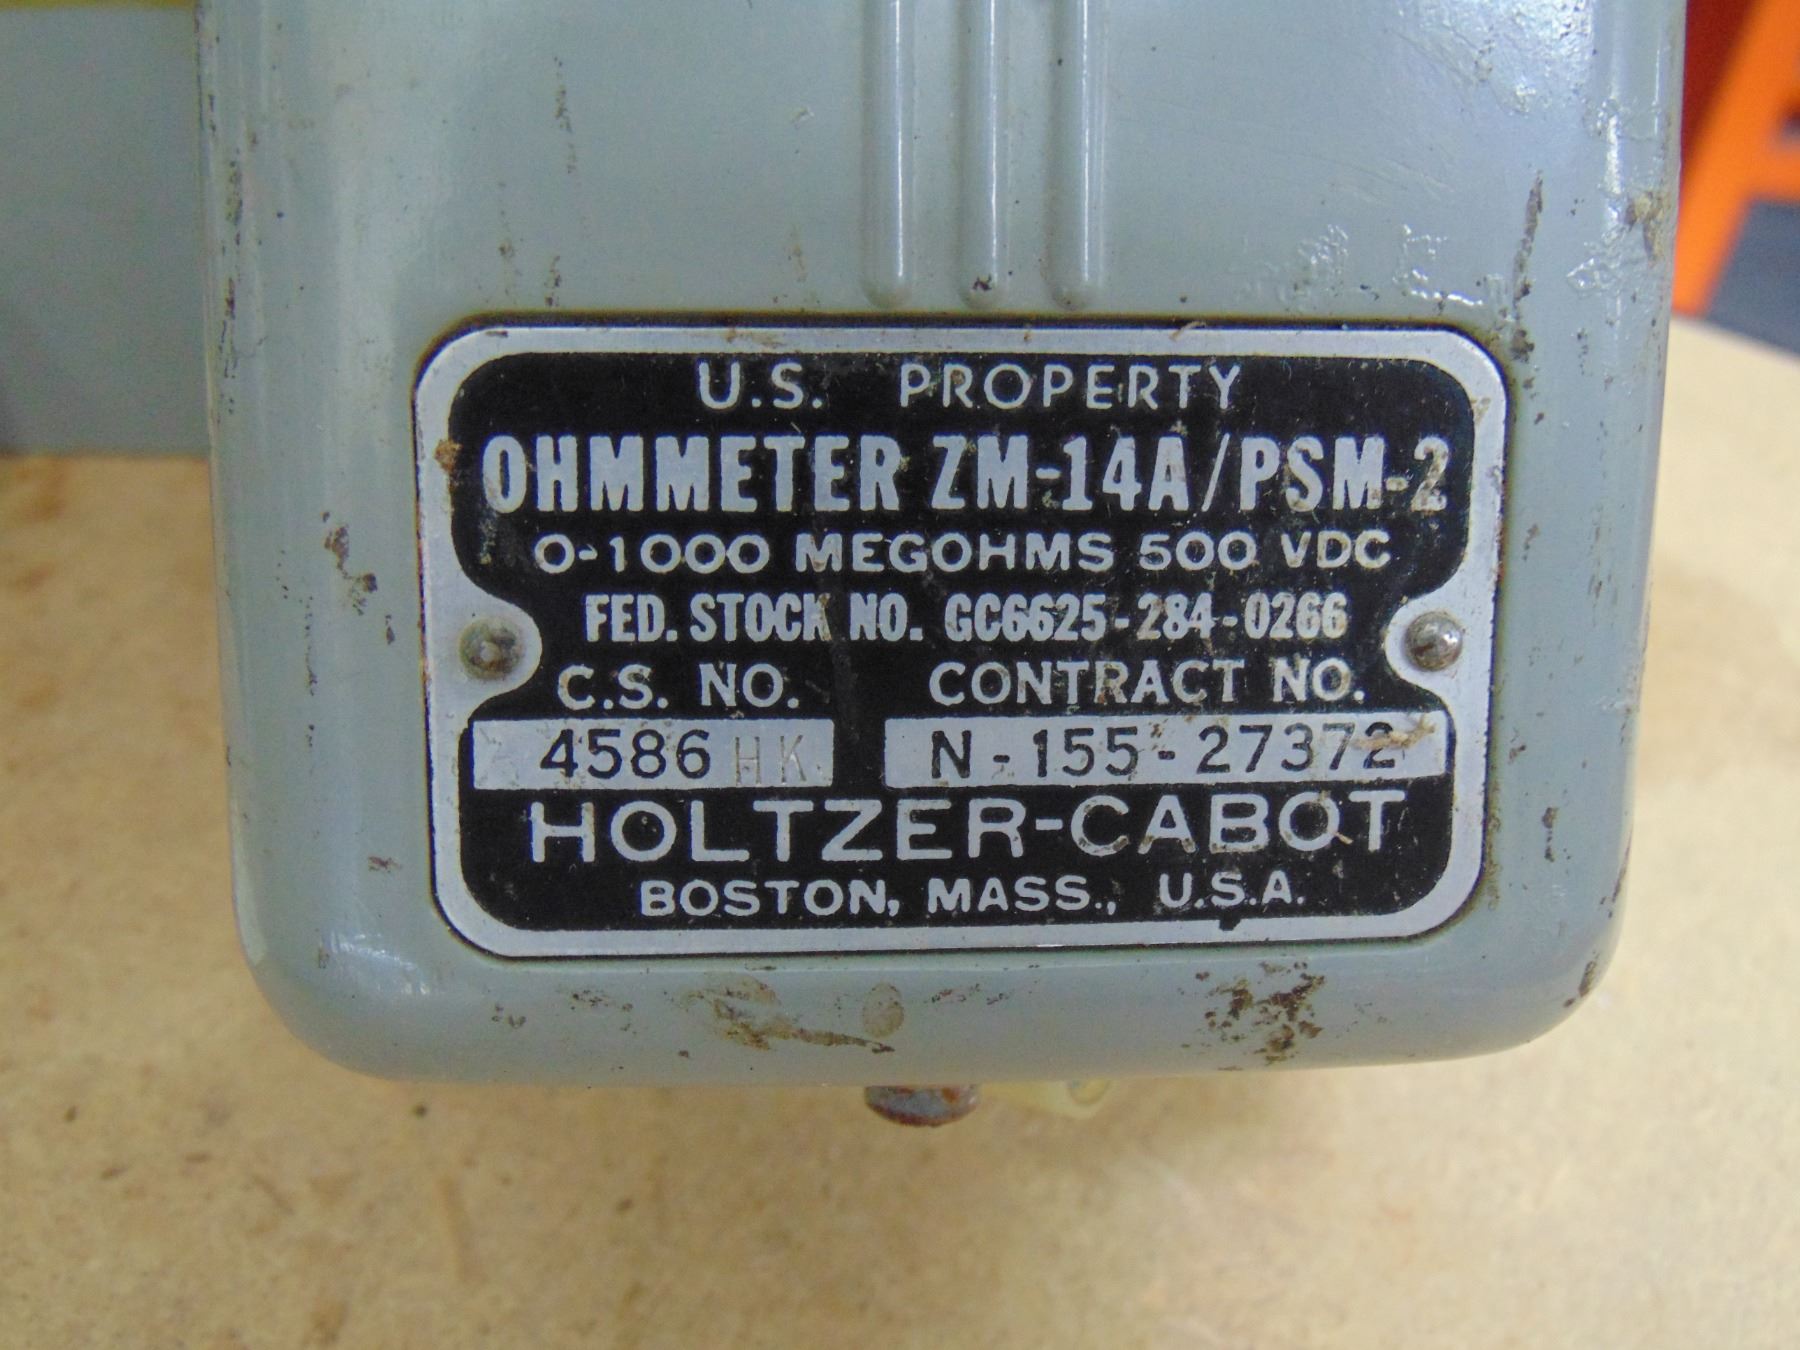 U.S. PROPERTY
OHMMETER ZM-14A/PSM-2
0-1000 MEGOHMS 500 VDC
FED. STOCK NO. GC6625-284-0266
C.S. NO. CONTRACT NO.
4586 HK N-155-27372
HOLTZER-CABOT
BOSTON, MASS., U.S.A.